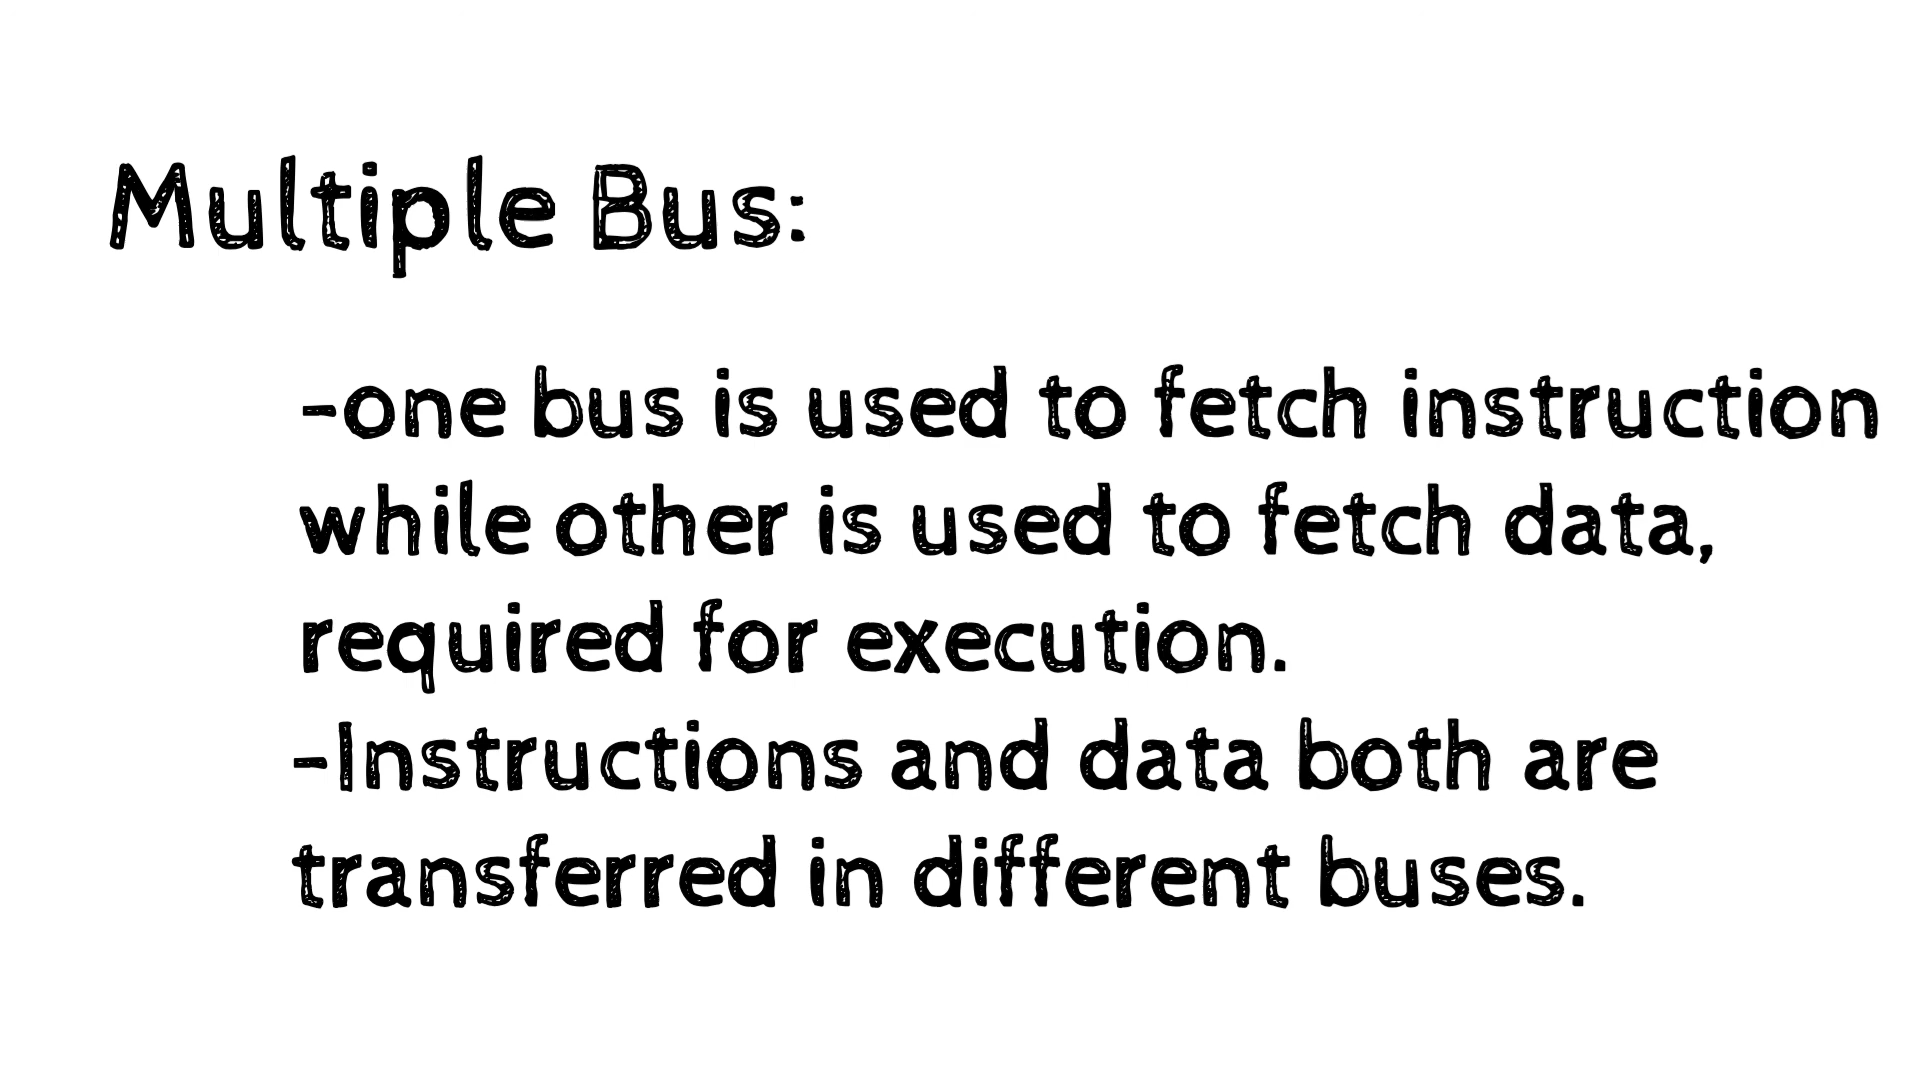 Multiple Bus:
-one bus is used to fetch instruction
while other is used to fetch data,
required for execution.
-Instructions and data both are
transferred in different buses.